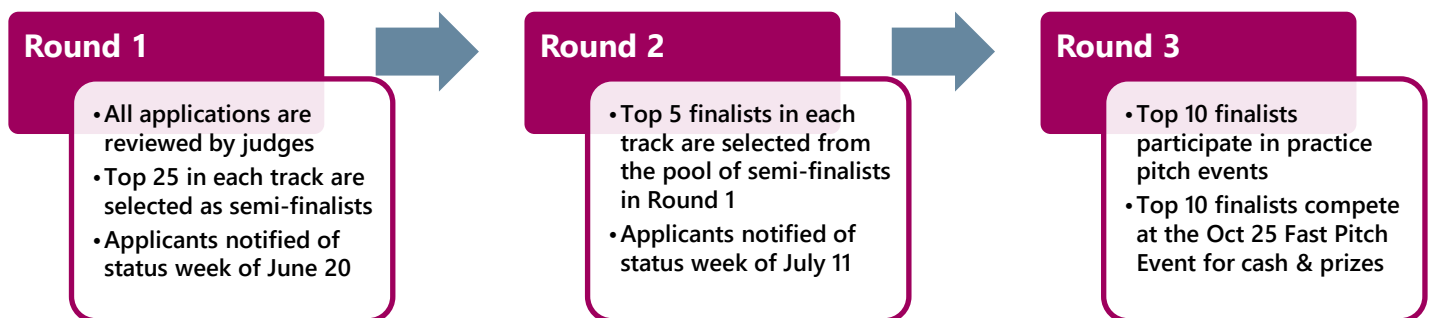 Round 1
•All applications are
reviewed by judges
•Top 25 in each track are
selected as semi-finalists
•Applicants notified of
status week of June 20
Round 2
•Top 5 finalists in each
track are selected from
the pool of semi-finalists
in Round 1
•Applicants notified of
status week of July 11
Round 3
•Top 10 finalists
participate in practice
pitch events
•Top 10 finalists compete
at the Oct 25 Fast Pitch
Event for cash & prizes